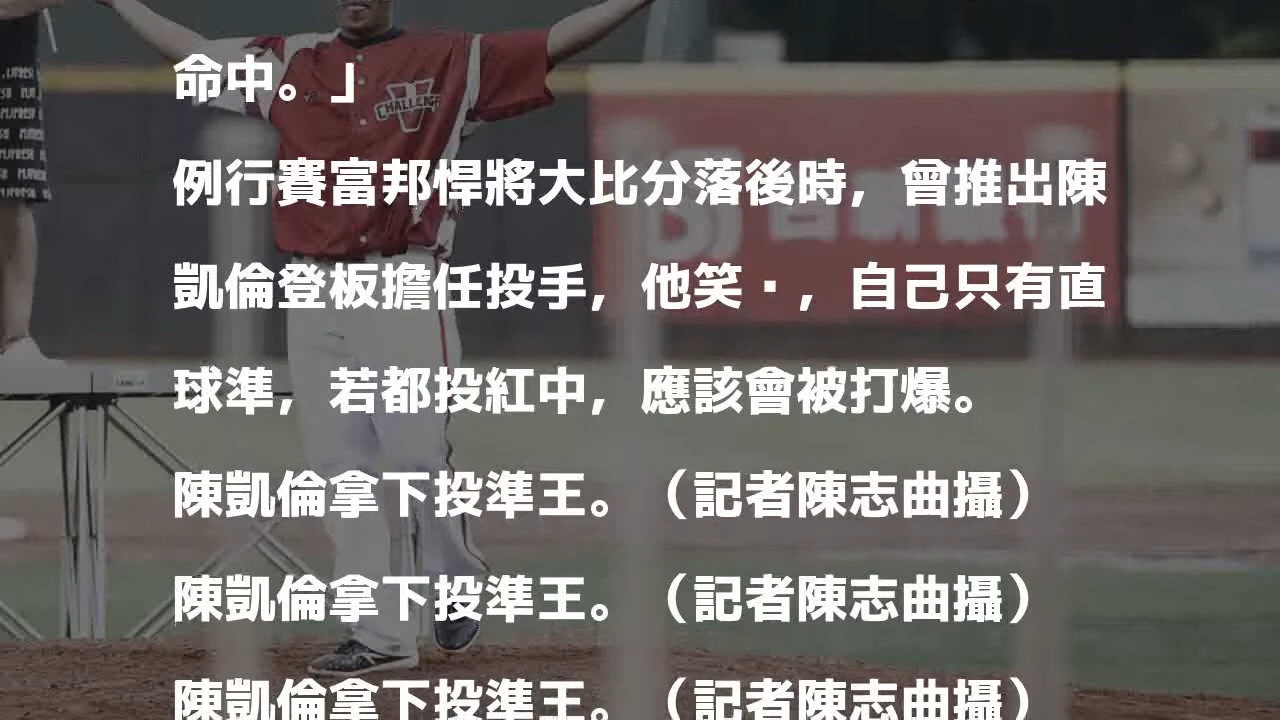 命中。」
CHALLENGE
例行賽富邦悍將大比分落後時，曾推出陳
凱倫登板擔任投手，他笑▪，自己只有直
球準，若都投紅中，應該會被打爆。
陳凱倫拿下投準王。（記者陳志曲攝）
陳凱倫拿下投準王。（記者陳志曲攝）
陳凱倫拿下投準王。（記者陳志曲攝）